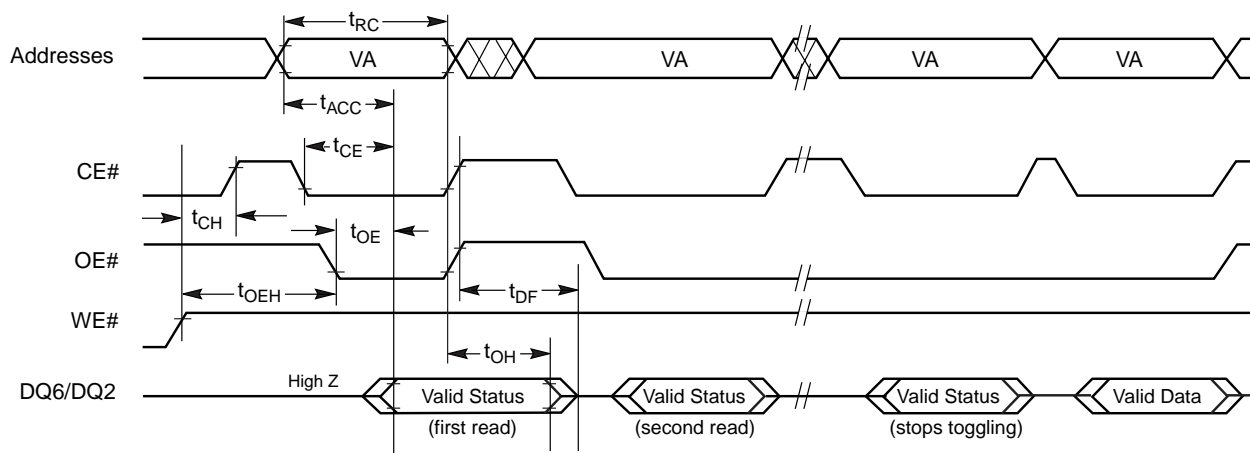 tRC
Addresses VA VA VA VA
tACC
tCE
CE#
tCH tOE
OE#
tOEH tDF
WE#
tOH
DQ6/DQ2 High Z Valid Status Valid Status Valid Status Valid Data
(first read) (second read) (stops toggling)